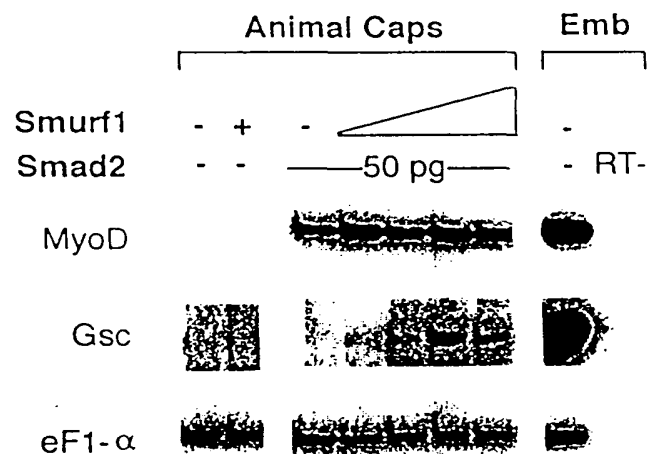 Animal Caps Emb
Smurf1 - + - -
Smad2 - - 50 pg - RT-
MyoD
Gsc
eF1-α